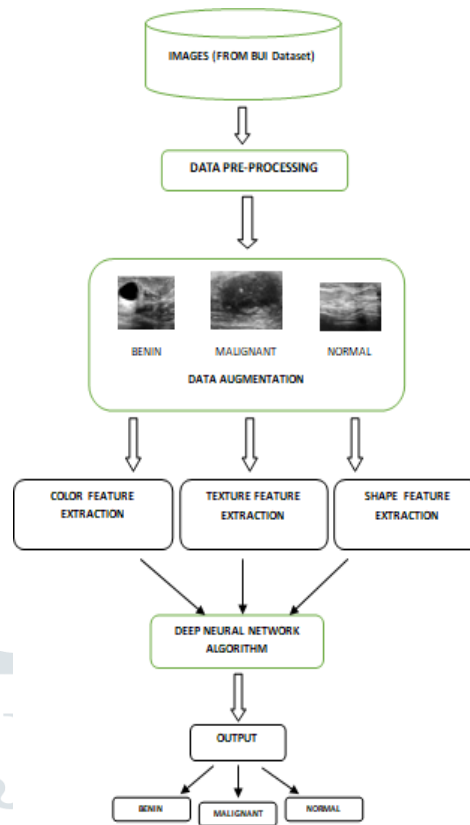 IMAGES (FROM BUI Dataset)
DATA PRE-PROCESSING
BENIN
MALIGNANT
NORMAL
DATA AUGMENTATION
COLOR FEATURE
EXTRACTION
TEXTURE FEATURE
EXTRACTION
SHAPE FEATURE
EXTRACTION
DEEP NEURAL NETWORK
ALGORITHM
OUTPUT
BENIN
MALIGNANT
NORMAL